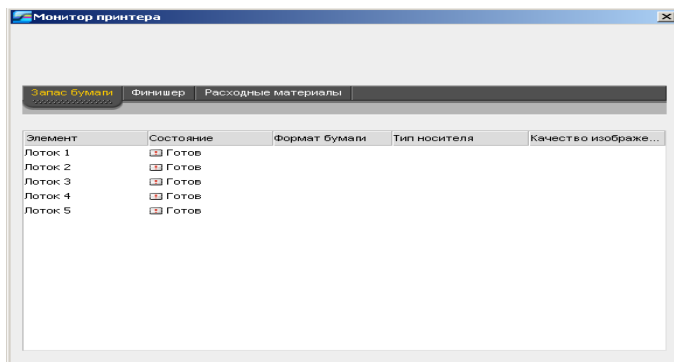 Монитор принтера
Запас бумаги Финишер Расходные материалы
Элемент Состояние Формат бумаги Тип носителя Качество изображе...
Лоток 1 Готов
Лоток 2 Готов
Лоток 3 Готов
Лоток 4 Готов
Лоток 5 Готов